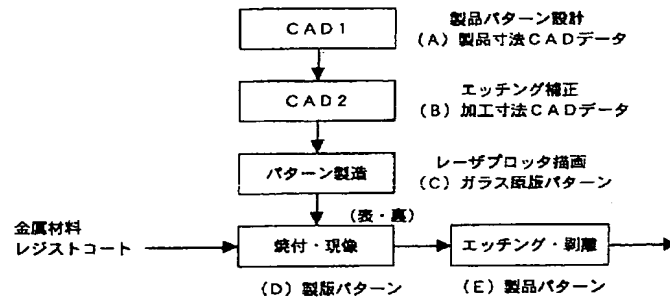 CAD1
製品パターン設計
(A) 製品寸法CADデータ
CAD2
エッチング補正
(B) 加工寸法CADデータ
パターン製造
レーザプロッタ描画
(C) ガラス原版パターン
(表・裏)
金属材料
レジストコート
焼付・現像
エッチング・剥離
(D) 製版パターン
(E) 製品パターン